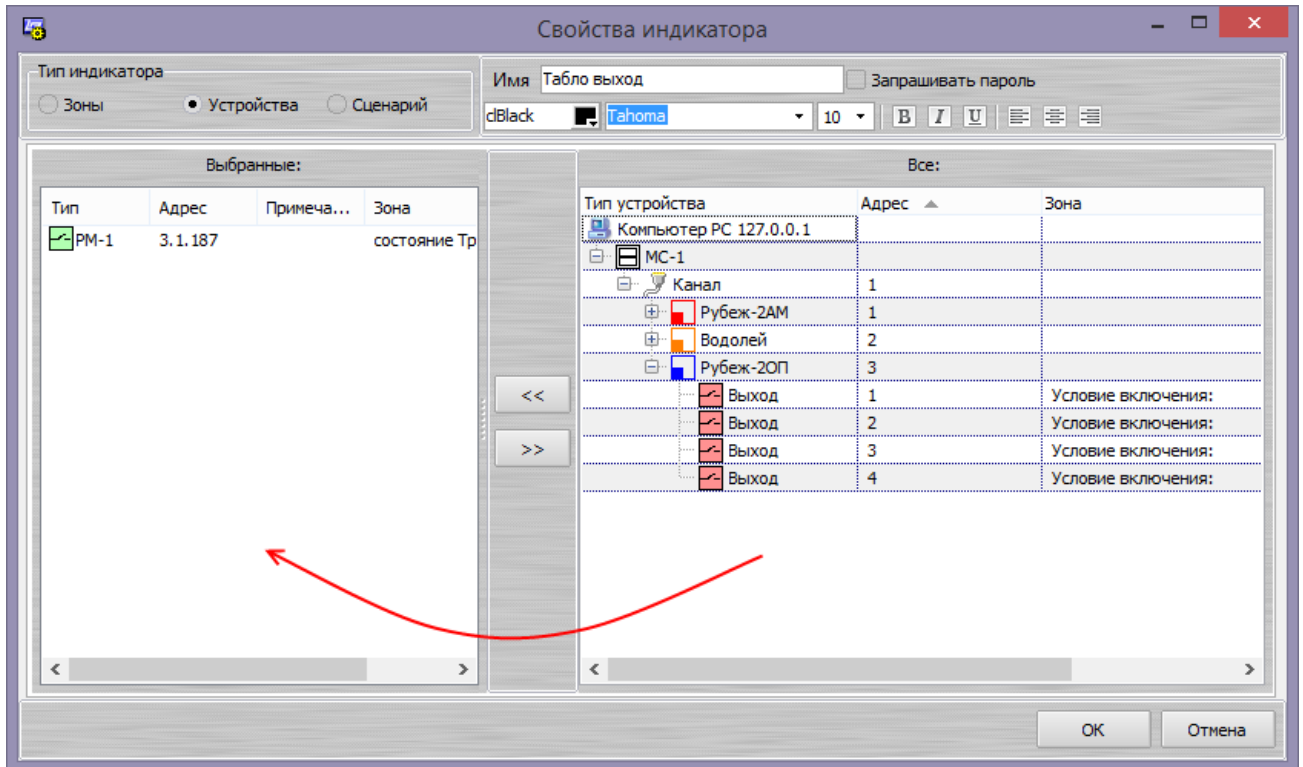 Свойства индикатора
Тип индикатора
Зоны Устройства Сценарий
Имя Табло выход Запрашивать пароль
clBlack Tahoma 10 B I U
Выбранные:
Тип Адрес Примеча... Зона
РМ-1 3.1.187 состояние Тр
<<
>>
Все:
Тип устройства Адрес Зона
Компьютер РС 127.0.0.1
МС-1
Канал 1
Рубеж-2АМ 1
Водолей 2
Рубеж-2ОП 3
Выход 1 Условие включения:
Выход 2 Условие включения:
Выход 3 Условие включения:
Выход 4 Условие включения:
ОК Отмена